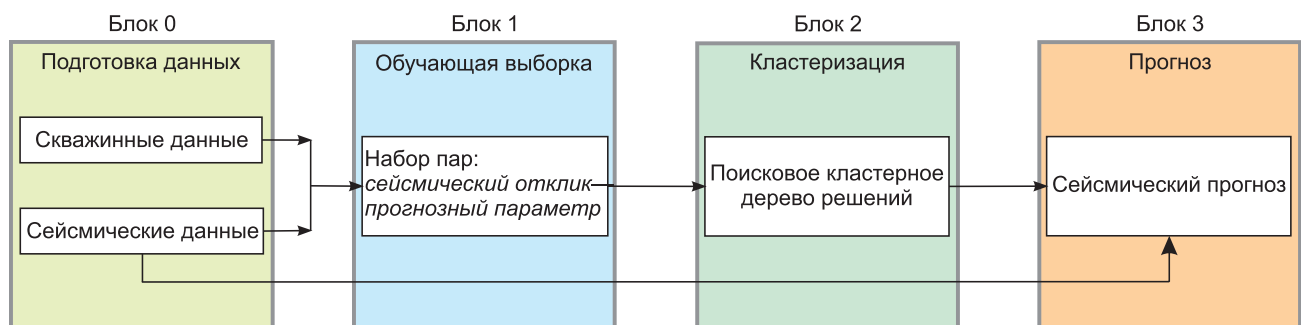 Блок 0
Подготовка данных
Скважинные данные
Сейсмические данные
Блок 1
Обучающая выборка
Набор пар:
сейсмический отклик–
прогнозный параметр
Блок 2
Кластеризация
Поисковое кластерное
дерево решений
Блок 3
Прогноз
Сейсмический прогноз